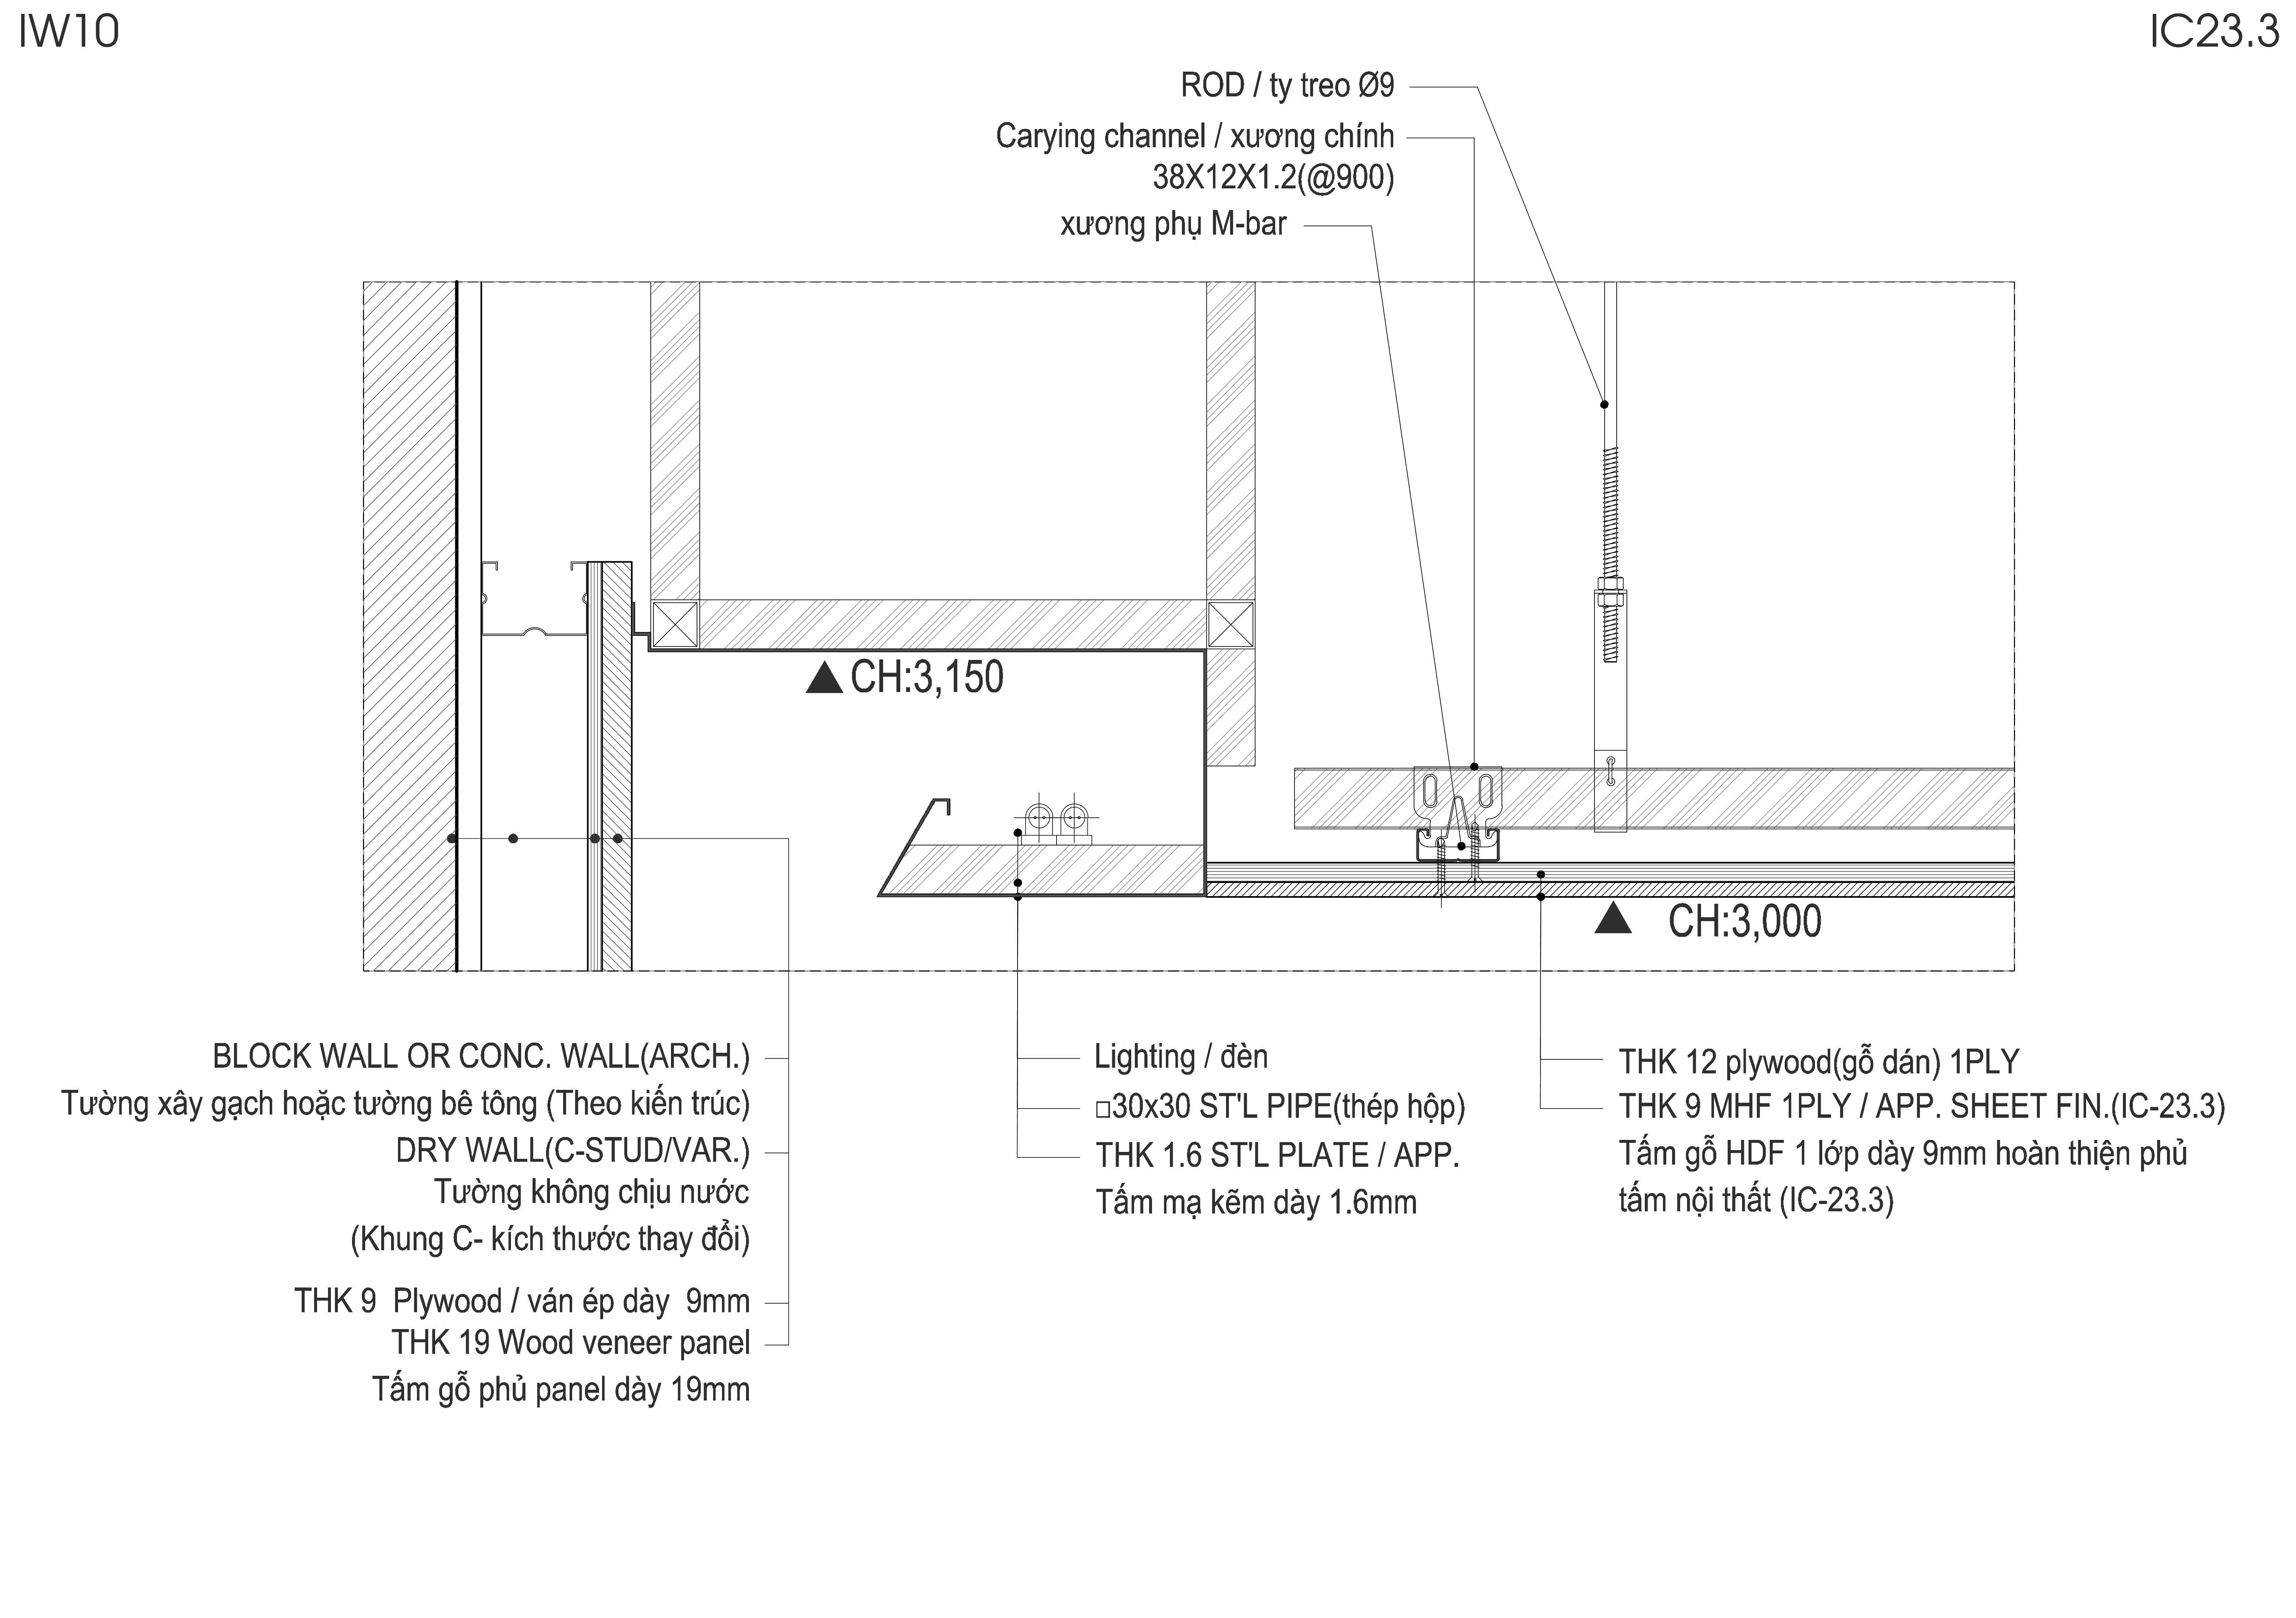 IW10
IC23.3
ROD / ty treo Ø9
Carying channel / xương chính
38X12X1.2(@900)
xương phụ M-bar
▲ CH:3,150
▲ CH:3,000
BLOCK WALL OR CONC. WALL(ARCH.)
Tường xây gạch hoặc tường bê tông (Theo kiến trúc)
DRY WALL(C-STUD/VAR.)
Tường không chịu nước
(Khung C- kích thước thay đổi)
THK 9  Plywood / ván ép dày  9mm
THK 19 Wood veneer panel
Tấm gỗ phủ panel dày 19mm
Lighting / đèn
□30x30 ST'L PIPE(thép hộp)
THK 1.6 ST'L PLATE / APP.
Tấm mạ kẽm dày 1.6mm
THK 12 plywood(gỗ dán) 1PLY
THK 9 MHF 1PLY / APP. SHEET FIN.(IC-23.3)
Tấm gỗ HDF 1 lớp dày 9mm hoàn thiện phủ
tấm nội thất (IC-23.3)